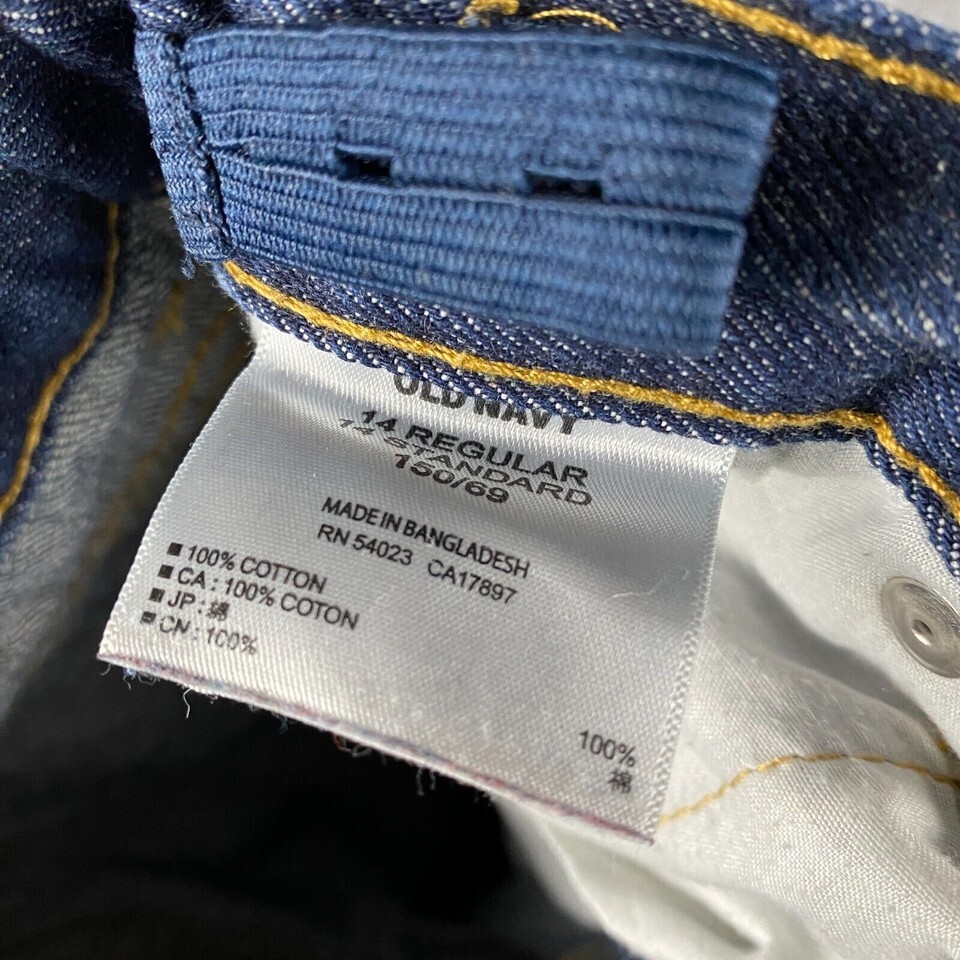 OLD NAVY
14 REGULAR
14 STANDARD
150/69
MADE IN BANGLADESH
RN 54023 CA17897
■ 100% COTTON
■ CA : 100% COTON
■ JP : 綿
■ CN : 100%
100%
棉